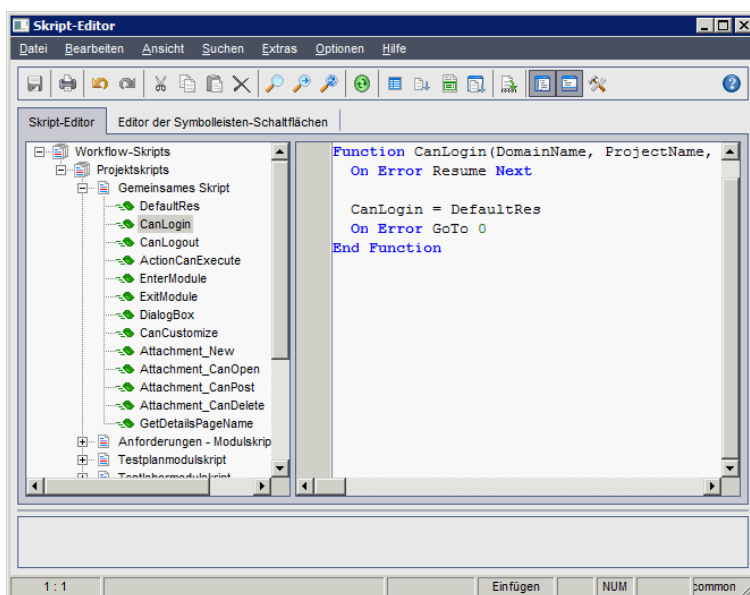 Skript-Editor
Datei Bearbeiten Ansicht Suchen Extras Optionen Hilfe
Skript-Editor Editor der Symbolleisten-Schaltflächen
Workflow-Skripts
Projektskripts
Gemeinsames Skript
DefaultRes
CanLogin
CanLogout
ActionCanExecute
EnterModule
ExitModule
DialogBox
CanCustomize
Attachment_New
Attachment_CanOpen
Attachment_CanPost
Attachment_CanDelete
GetDetailsPageName
Anforderungen - Modulskrip
Testplanmodulskript
Function CanLogin(DomainName, ProjectName,
On Error Resume Next
CanLogin = DefaultRes
On Error GoTo 0
End Function
1 : 1 Einfügen NUM common